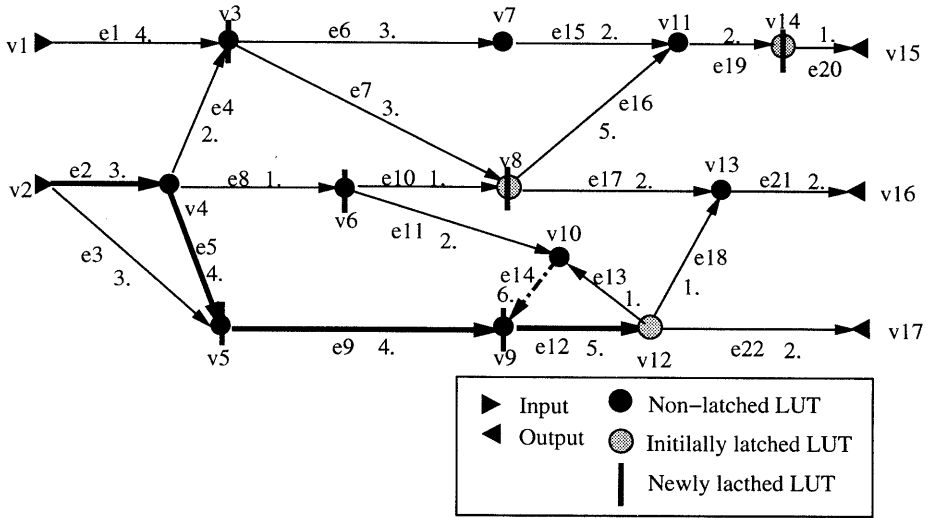 v3
v7
v11
v14
v1
e1 4.
e6 3.
e15 2.
2.
1.
v15
e19
e20
e4
2.
e7
3.
e16
5.
v8
v13
v2
e2 3.
e8 1.
e10 1.
e17 2.
e21 2.
v16
v4
v6
e11 2.
v10
e3
3.
e5
4.
e14
6.
e13
1.
e18
1.
v5
e9 4.
v9
e12 5.
v12
e22 2.
v17
Input
Non-latched LUT
Output
Initilally latched LUT
Newly lacthed LUT